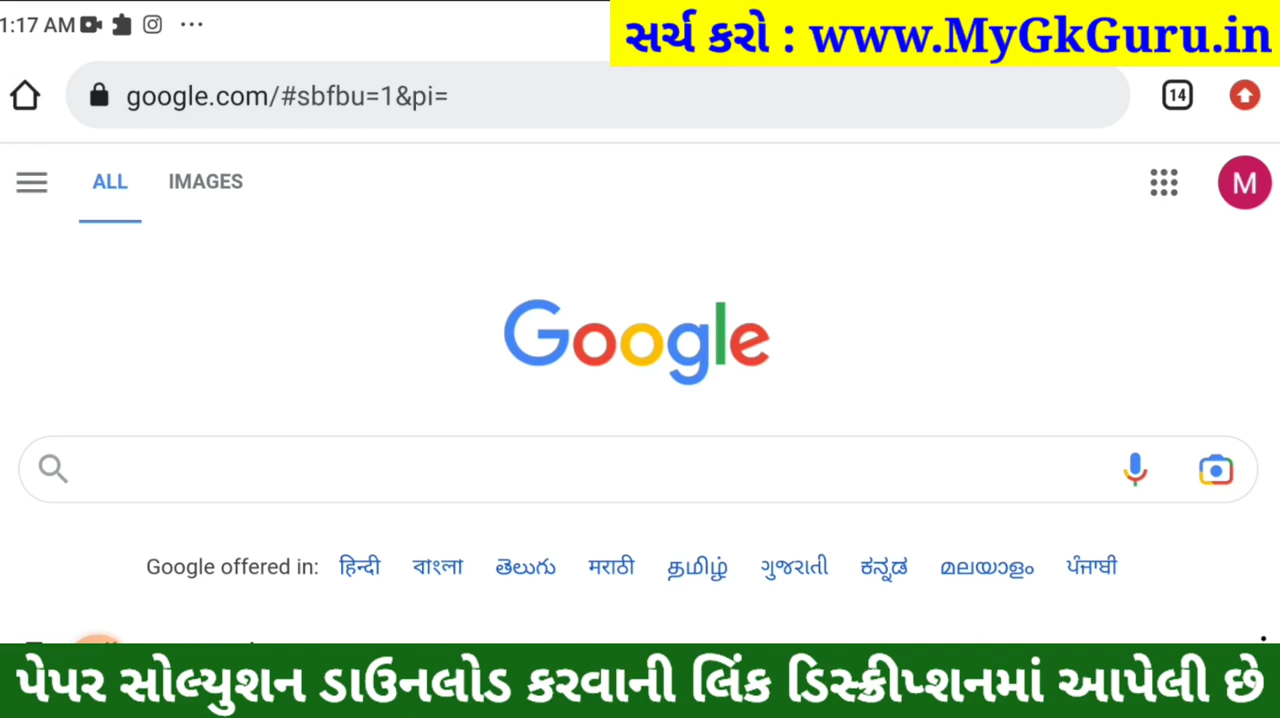 1:17 AM
સર્ચ કરો : www.MyGkGuru.in
google.com/#sbfbu=1&pi=
14
ALL IMAGES
M
Google
Google offered in: हिन्दी বাংলা తెలుగు मराठी தமிழ் ગુજરાતી ಕನ್ನಡ മലയാളം ਪੰਜਾਬੀ
પેપર સોલ્યુશન ડાઉનલોડ કરવાની લિંક ડિસ્ક્રીપ્શનમાં આપેલી છે